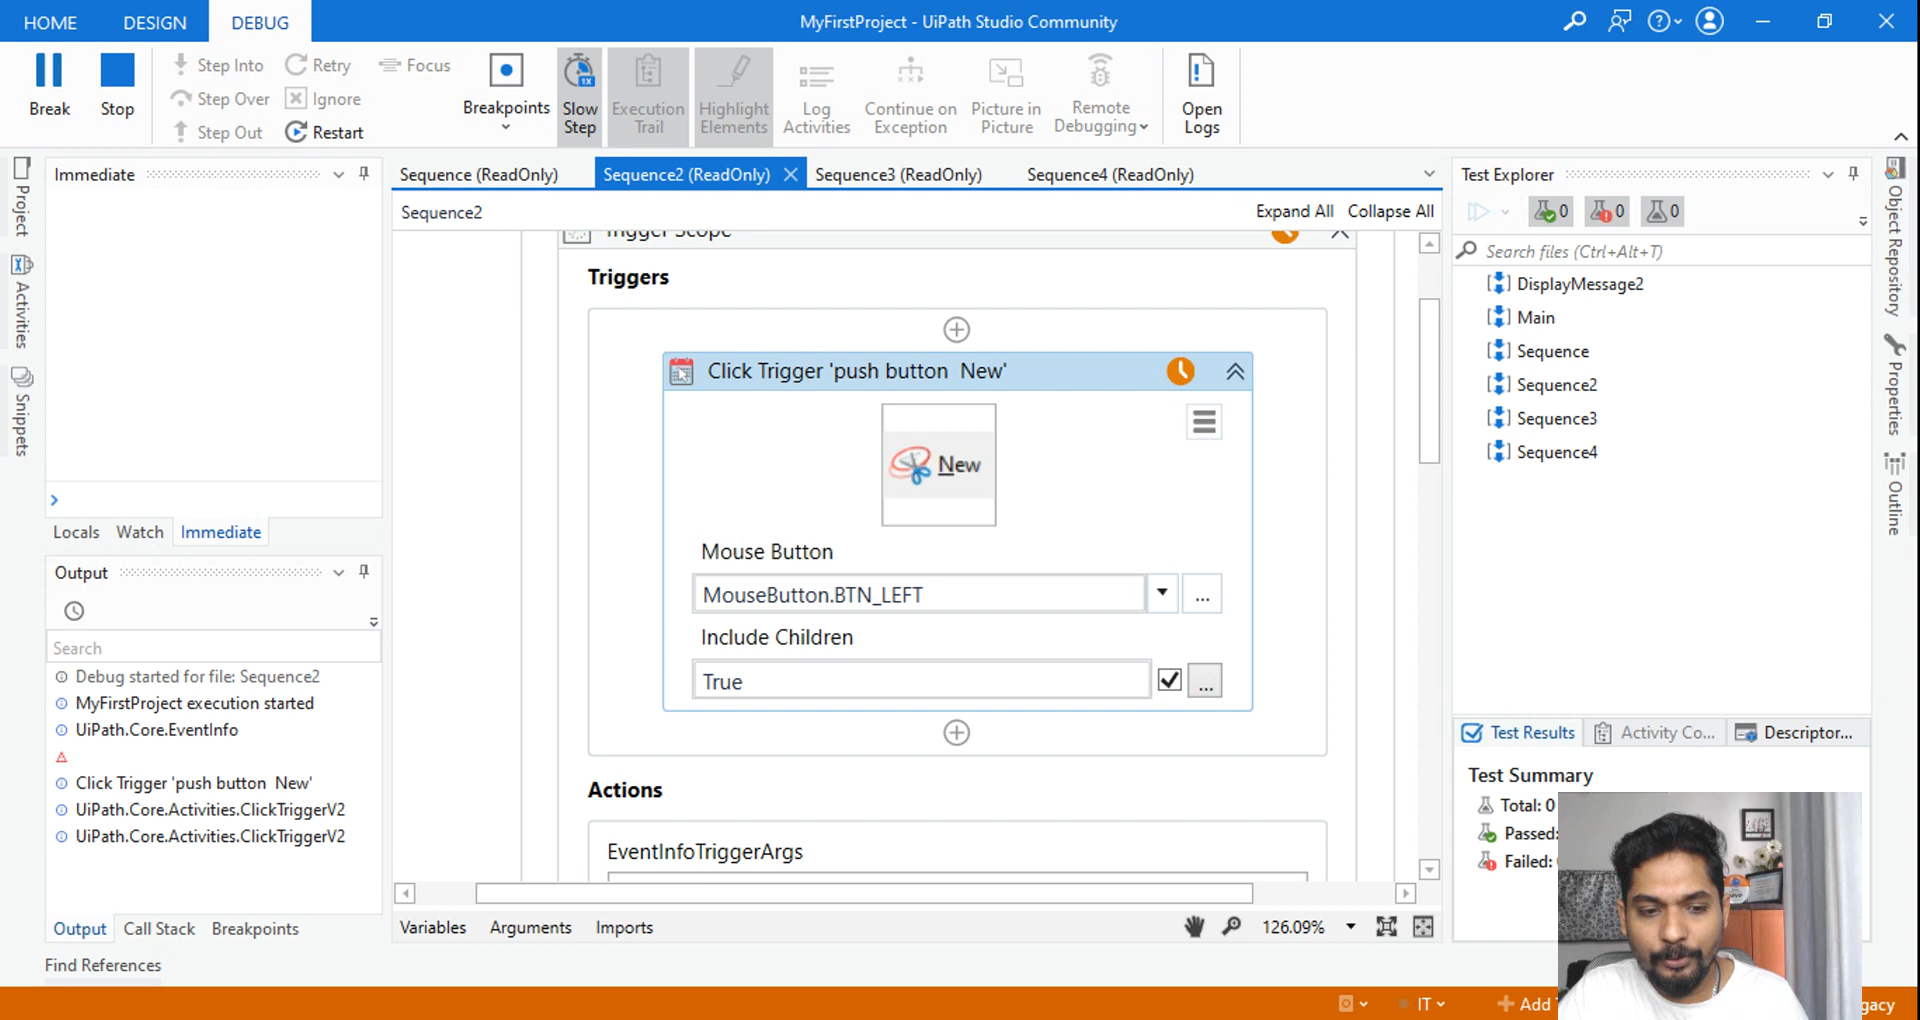 HOME DESIGN DEBUG MyFirstProject - UiPath Studio Community
Break Stop Step Into Retry Focus
Step Over Ignore
Step Out Restart
Breakpoints
Slow Step
1X
Execution Trail
Highlight Elements
Log Activities
Continue on Exception
Picture in Picture
Remote Debugging
Open Logs
Project
Activities
Snippets
Immediate
Locals Watch Immediate
Output
Search
Debug started for file: Sequence2
MyFirstProject execution started
UiPath.Core.EventInfo
Click Trigger 'push button  New'
UiPath.Core.Activities.ClickTriggerV2
UiPath.Core.Activities.ClickTriggerV2
Output Call Stack Breakpoints
Find References
Sequence (ReadOnly) Sequence2 (ReadOnly) Sequence3 (ReadOnly) Sequence4 (ReadOnly)
Sequence2 Expand All Collapse All
Trigger Scope
Triggers
Click Trigger 'push button  New'
New
Mouse Button
MouseButton.BTN_LEFT ...
Include Children
True ...
Actions
EventInfoTriggerArgs
Variables Arguments Imports 126.09%
Test Explorer
0 0 0
Search files (Ctrl+Alt+T)
DisplayMessage2
Main
Sequence
Sequence2
Sequence3
Sequence4
Test Results Activity Co... Descriptor...
Test Summary
Total: 0
Passed:
Failed:
Object Repository
Properties
Outline
IT Add
gacy